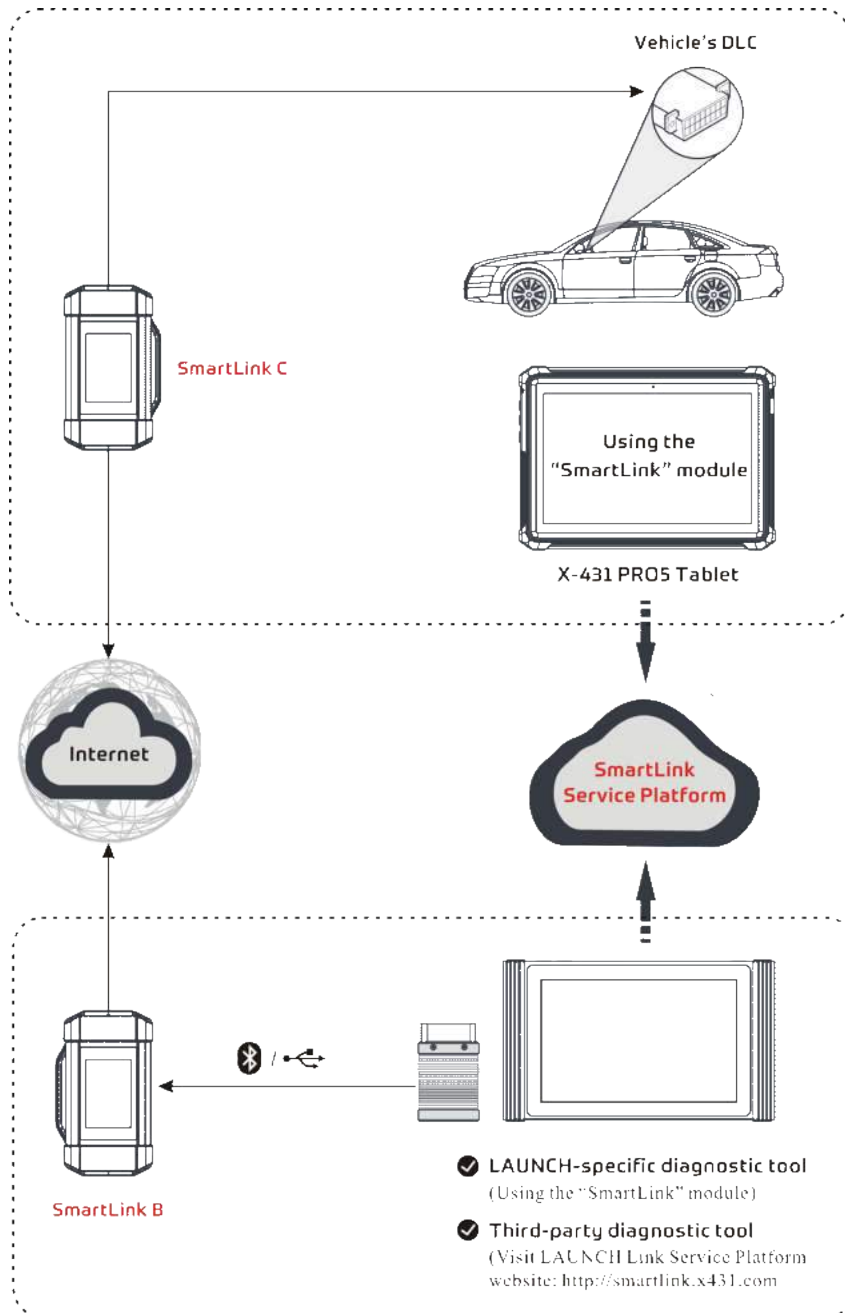 Vehicle's DLC
SmartLink C
Using the
“SmartLink” module
X-431 PRO5 Tablet
Internet
SmartLink
Service Platform
/
SmartLink B
LAUNCH-specific diagnostic tool
(Using the “SmartLink” module)
Third-party diagnostic tool
(Visit LAUNCH Link Service Platform
website: http://smartlink.x431.com